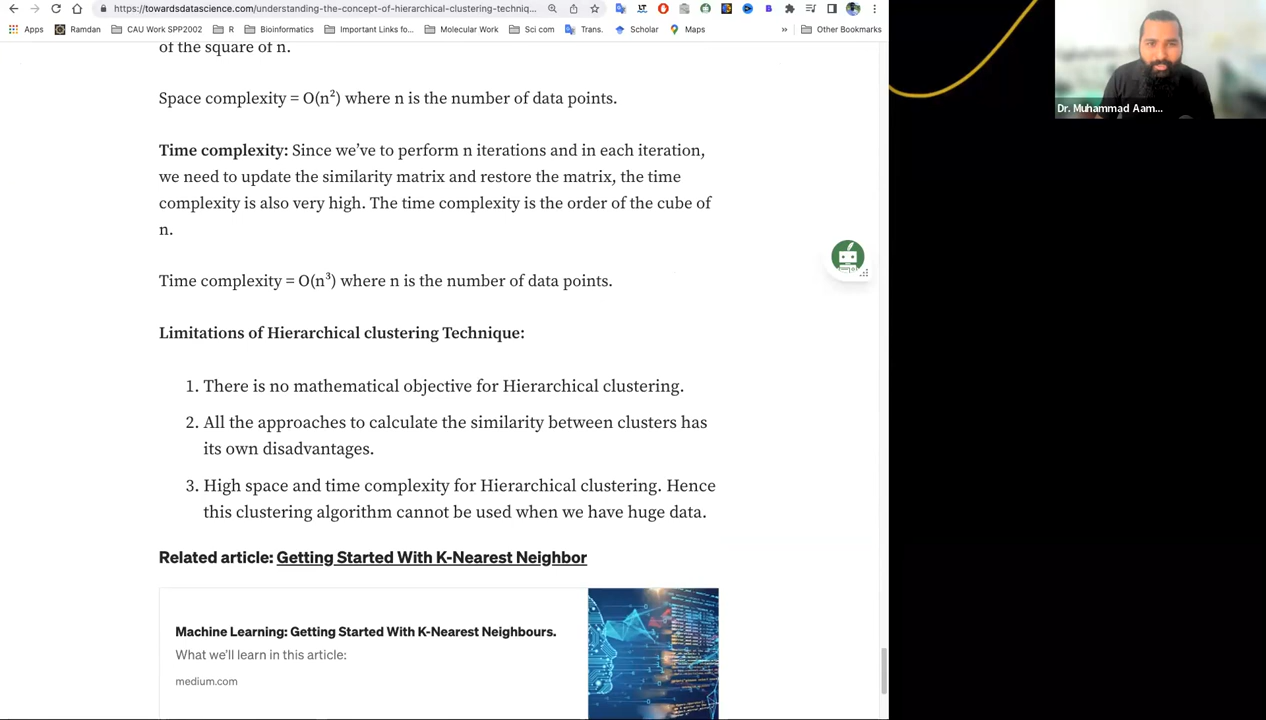 https://towardsdatascience.com/understanding-the-concept-of-hierarchical-clustering-techniq...
Apps
Ramdan
CAU Work SPP2002
R
Bioinformatics
Important Links fo...
Molecular Work
Sci com
Trans.
Scholar
Maps
»
Other Bookmarks
of the square of n.
Space complexity = O(n²) where n is the number of data points.
Time complexity: Since we’ve to perform n iterations and in each iteration,
we need to update the similarity matrix and restore the matrix, the time
complexity is also very high. The time complexity is the order of the cube of
n.
Time complexity = O(n³) where n is the number of data points.
Limitations of Hierarchical clustering Technique:
1. There is no mathematical objective for Hierarchical clustering.
2. All the approaches to calculate the similarity between clusters has
its own disadvantages.
3. High space and time complexity for Hierarchical clustering. Hence
this clustering algorithm cannot be used when we have huge data.
Related article: Getting Started With K-Nearest Neighbor
Machine Learning: Getting Started With K-Nearest Neighbours.
What we'll learn in this article:
medium.com
Dr. Muhammad Aam...